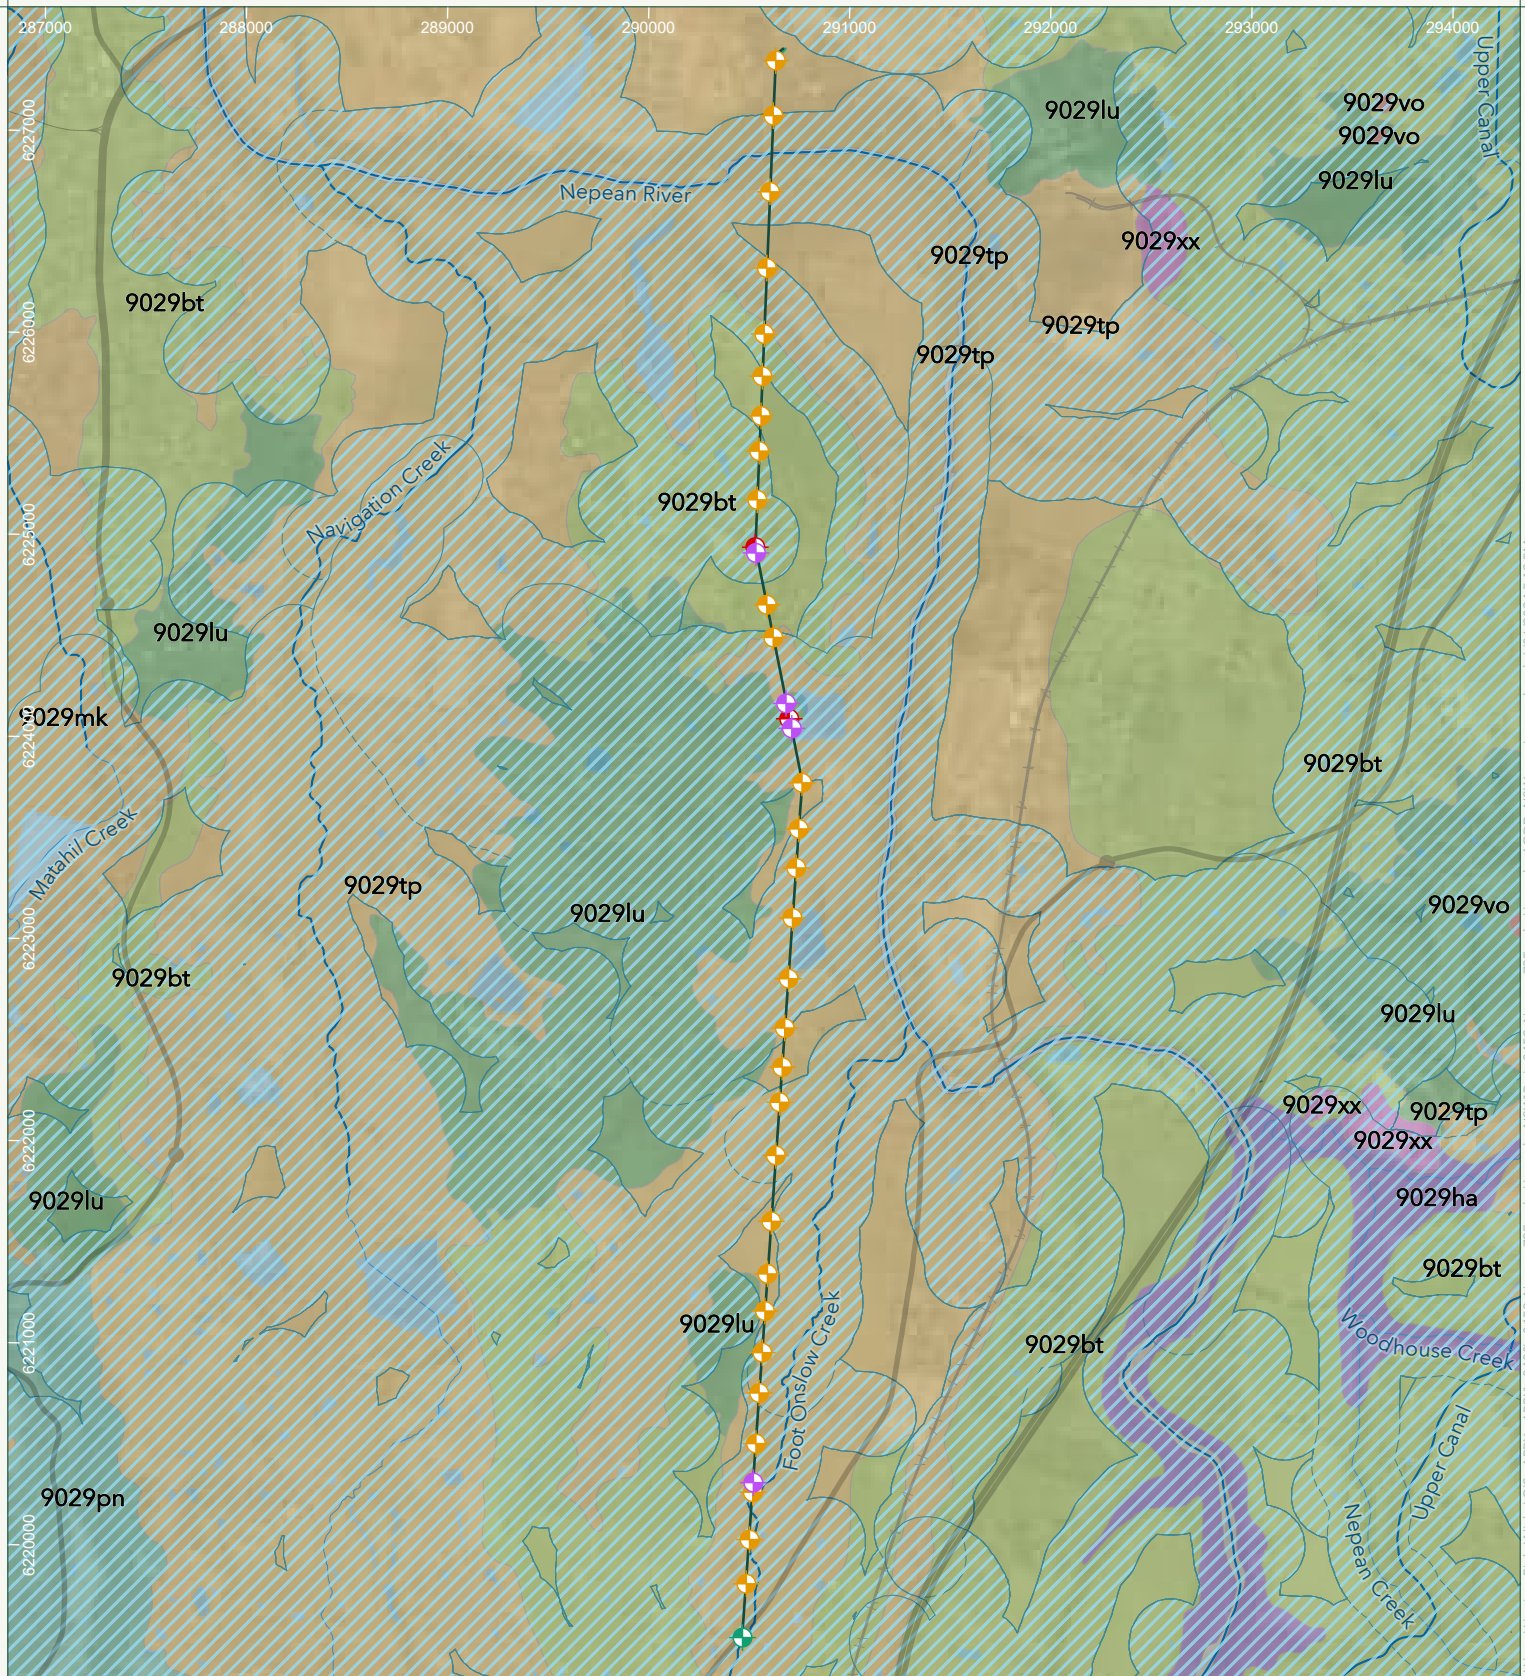 287000 288000 289000 290000 291000 292000 293000 294000
Upper Canal
9029vo
9029lu
6227000
9029vo
9029lu
Nepean River
9029xx
9029tp
9029bt
6226000
9029tp
9029tp
Navigation Creek
9029bt
6225000
9029lu
9029mk
6224000
9029bt
Matahil Creek
9029tp
9029vo
9029lu
6223000
9029bt
9029lu
9029xx
9029tp
6222000
9029xx
9029lu
9029ha
9029bt
9029lu
6221000
Foot Onslow Creek
9029bt
Woodhouse Creek
Upper Canal
9029pn
6220000
Nepean Creek